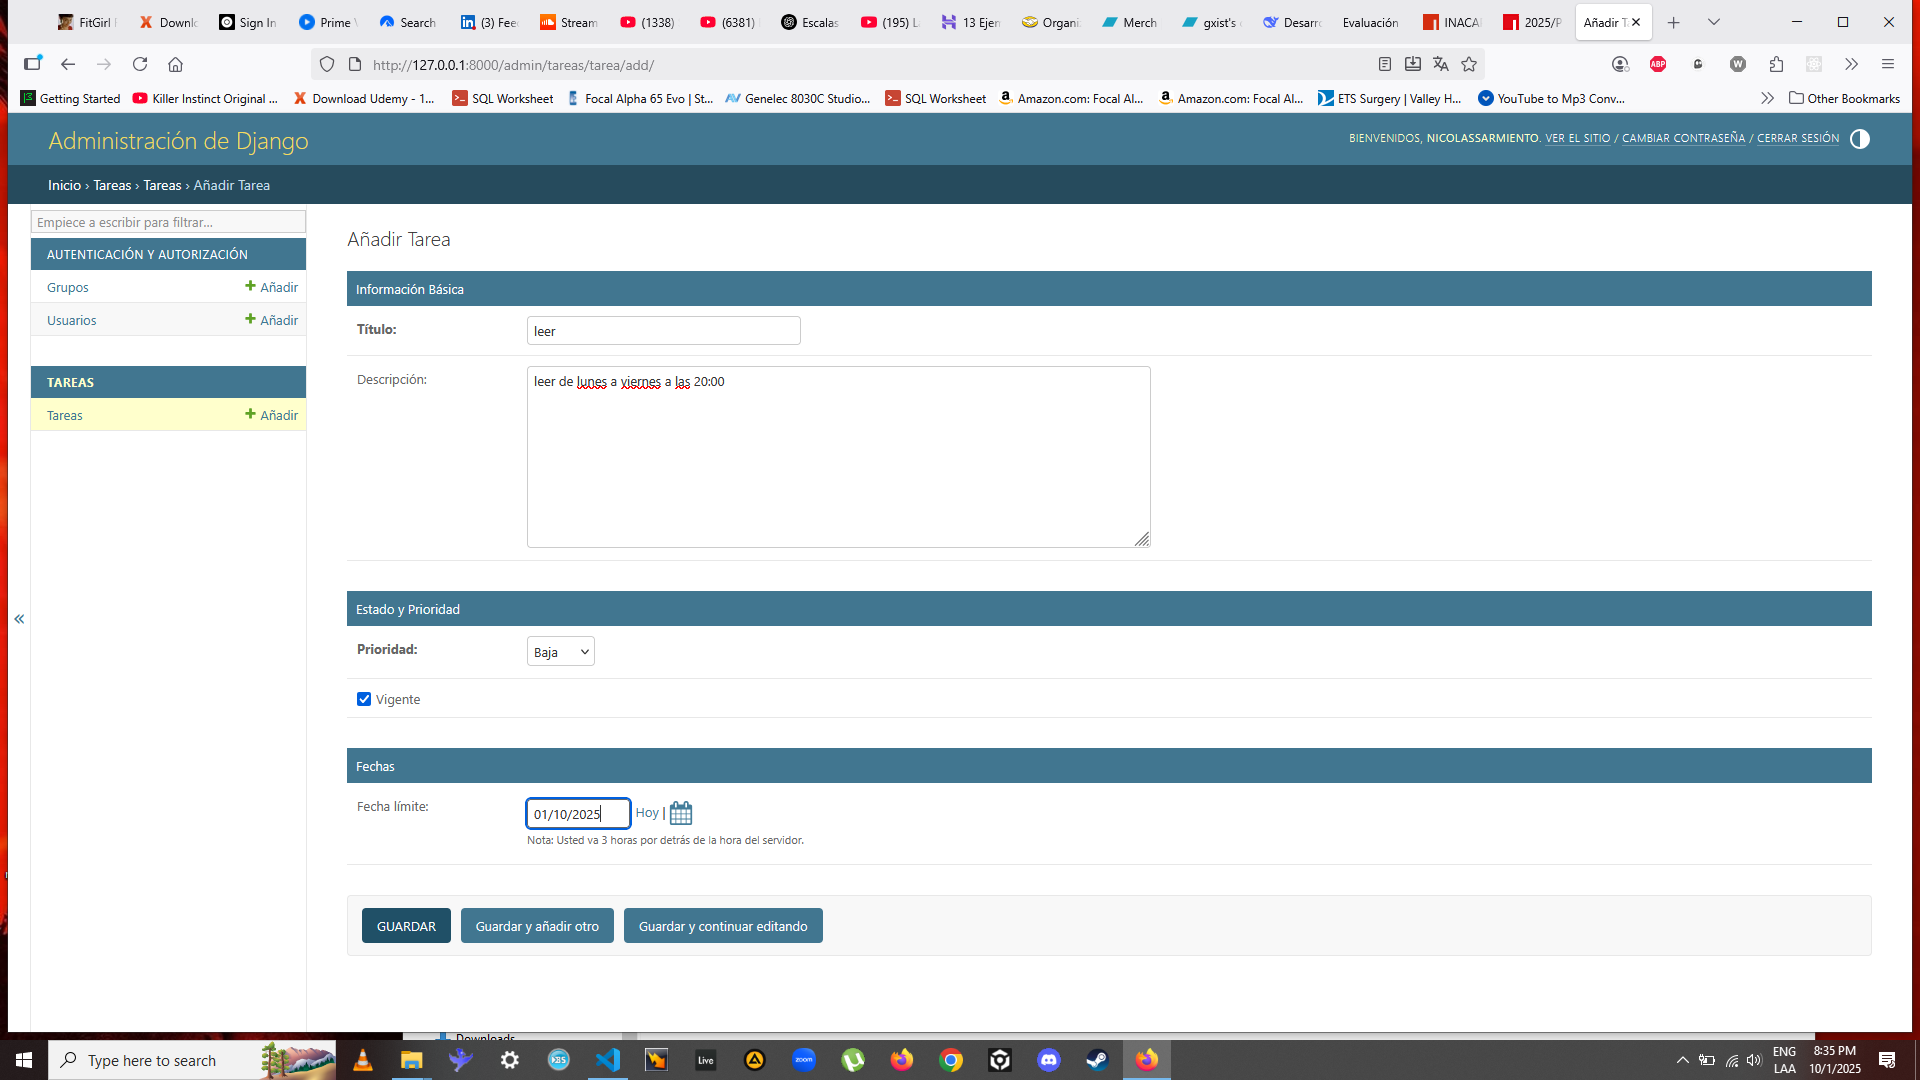 FitGirl
Downl
Sign In
Prime
Search
(3) Fee
Stream
(1338)
(6381)
Escalas
(195) L
13 Ejer
Organi
Merch
gxist's
Desarr
Evaluación
INACA
2025/P
Añadir T
http://127.0.0.1:8000/admin/tareas/tarea/add/
Getting Started
Killer Instinct Original ...
Download Udemy - 1...
SQL Worksheet
Focal Alpha 65 Evo | St...
Genelec 8030C Studio...
SQL Worksheet
Amazon.com: Focal Al...
Amazon.com: Focal Al...
ETS Surgery | Valley H...
YouTube to Mp3 Conv...
Other Bookmarks
Administración de Django
BIENVENIDOS, NICOLASSARMIENTO. VER EL SITIO / CAMBIAR CONTRASEÑA / CERRAR SESIÓN
Inicio › Tareas › Tareas › Añadir Tarea
Empiece a escribir para filtrar...
AUTENTICACIÓN Y AUTORIZACIÓN
Grupos
Añadir
Usuarios
Añadir
TAREAS
Tareas
Añadir
Añadir Tarea
Información Básica
Título:
leer
Descripción:
leer de lunes a viernes a las 20:00
Estado y Prioridad
Prioridad:
Baja
Vigente
Fechas
Fecha límite:
01/10/2025
Hoy |
Nota: Usted va 3 horas por detrás de la hora del servidor.
GUARDAR
Guardar y añadir otro
Guardar y continuar editando
Downloads
Type here to search
Live
zoom
ENG
LAA
8:35 PM
10/1/2025